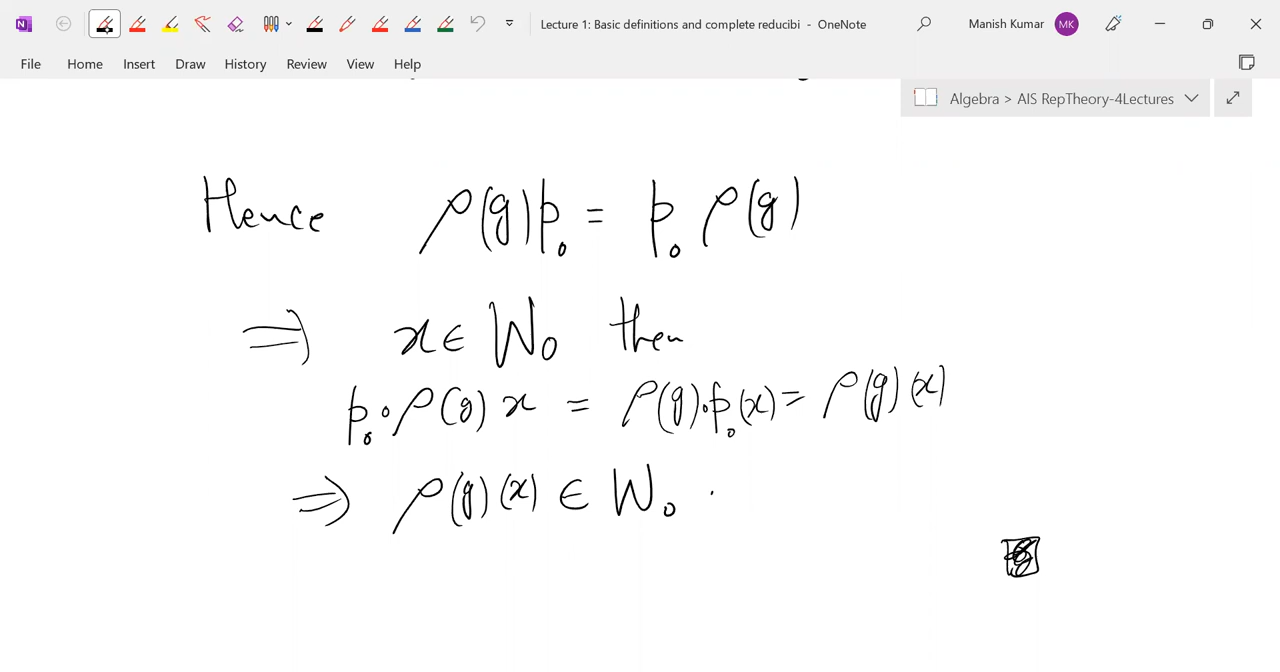 Lecture 1: Basic definitions and complete reducibi - OneNote
Manish Kumar MK
File Home Insert Draw History Review View Help
Algebra > AIS RepTheory-4Lectures
Hence ρ(g)p₀ = p₀ ρ(g)
⇒ x ∈ W₀ then
p₀∘ρ(g)x = ρ(g)∘p₀(x) = ρ(g)(x)
⇒ ρ(g)(x) ∈ W₀.